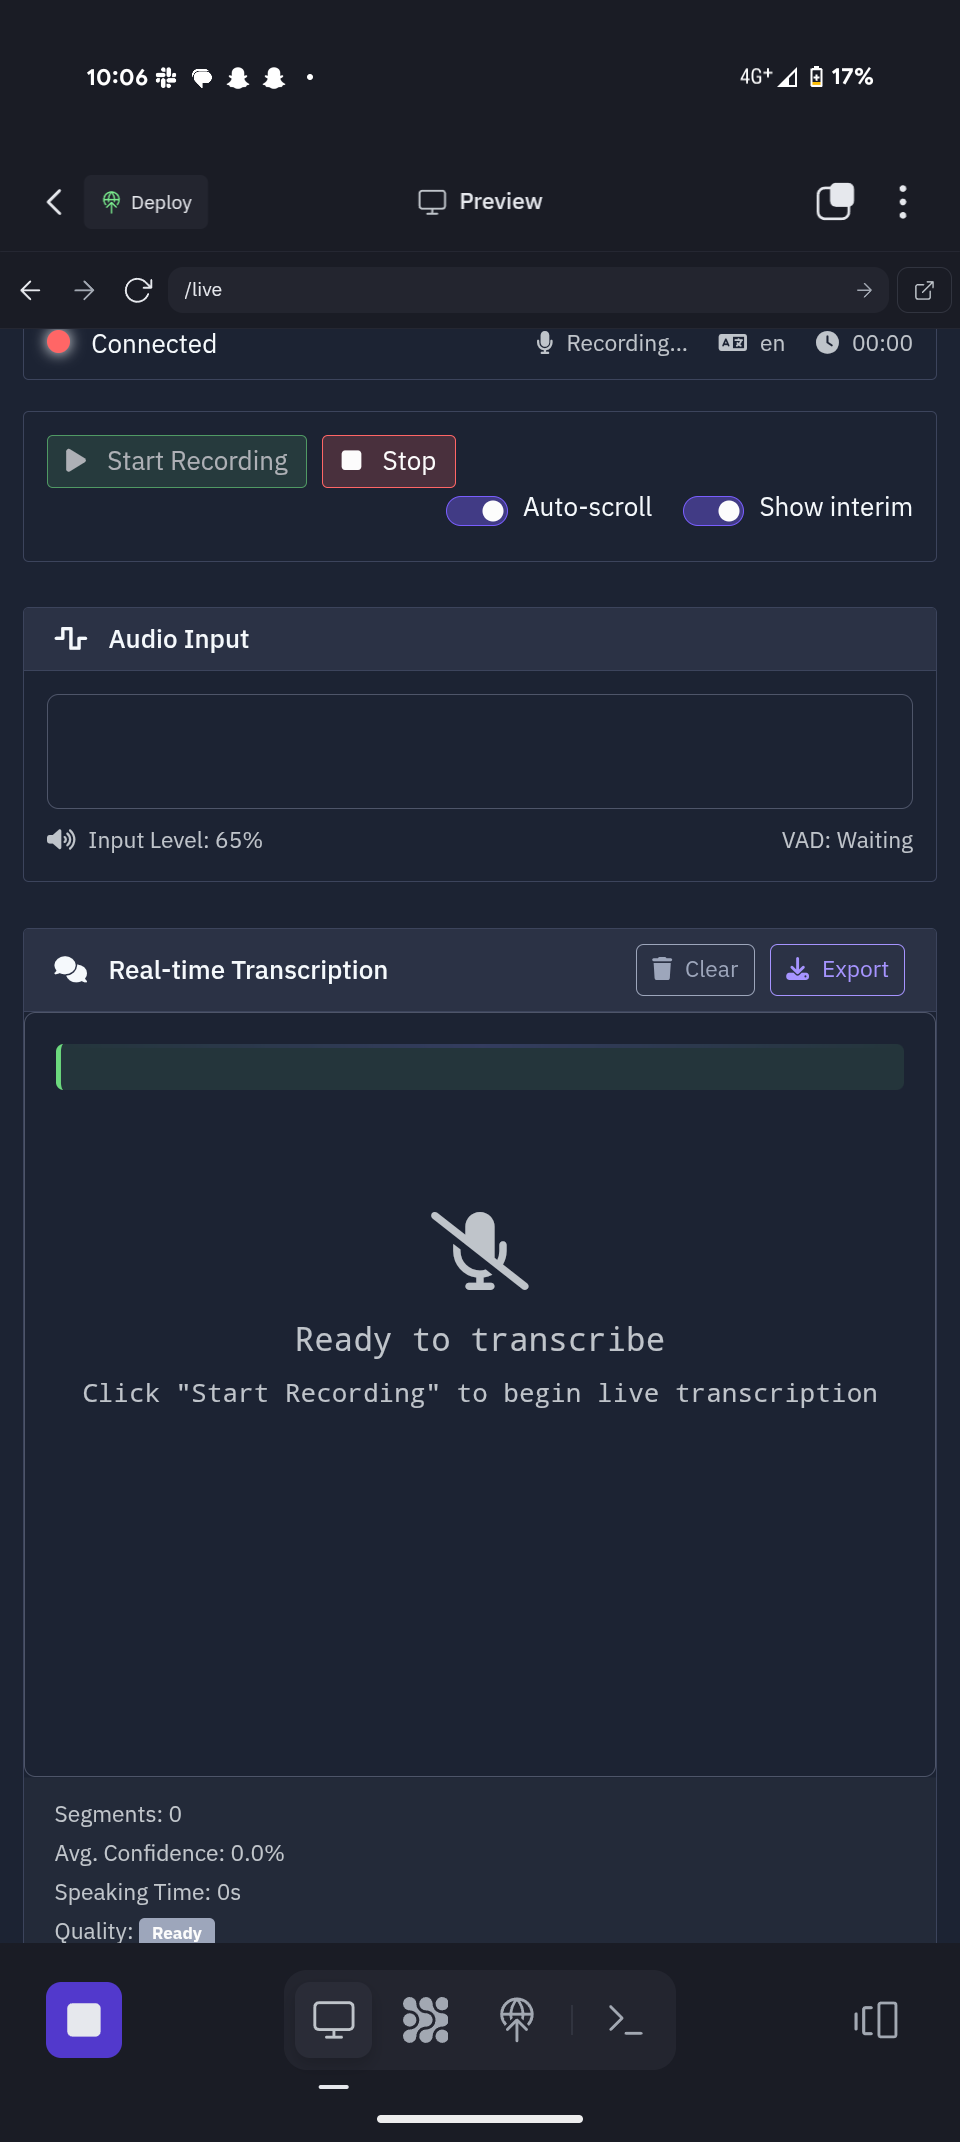 10:06
4G+ 17%
Deploy
Preview
/live
Connected
Recording...
en
00:00
Start Recording
Stop
Auto-scroll
Show interim
Audio Input
Input Level: 65%
VAD: Waiting
Real-time Transcription
Clear
Export
Ready to transcribe
Click "Start Recording" to begin live transcription
Segments: 0
Avg. Confidence: 0.0%
Speaking Time: 0s
Quality: Ready